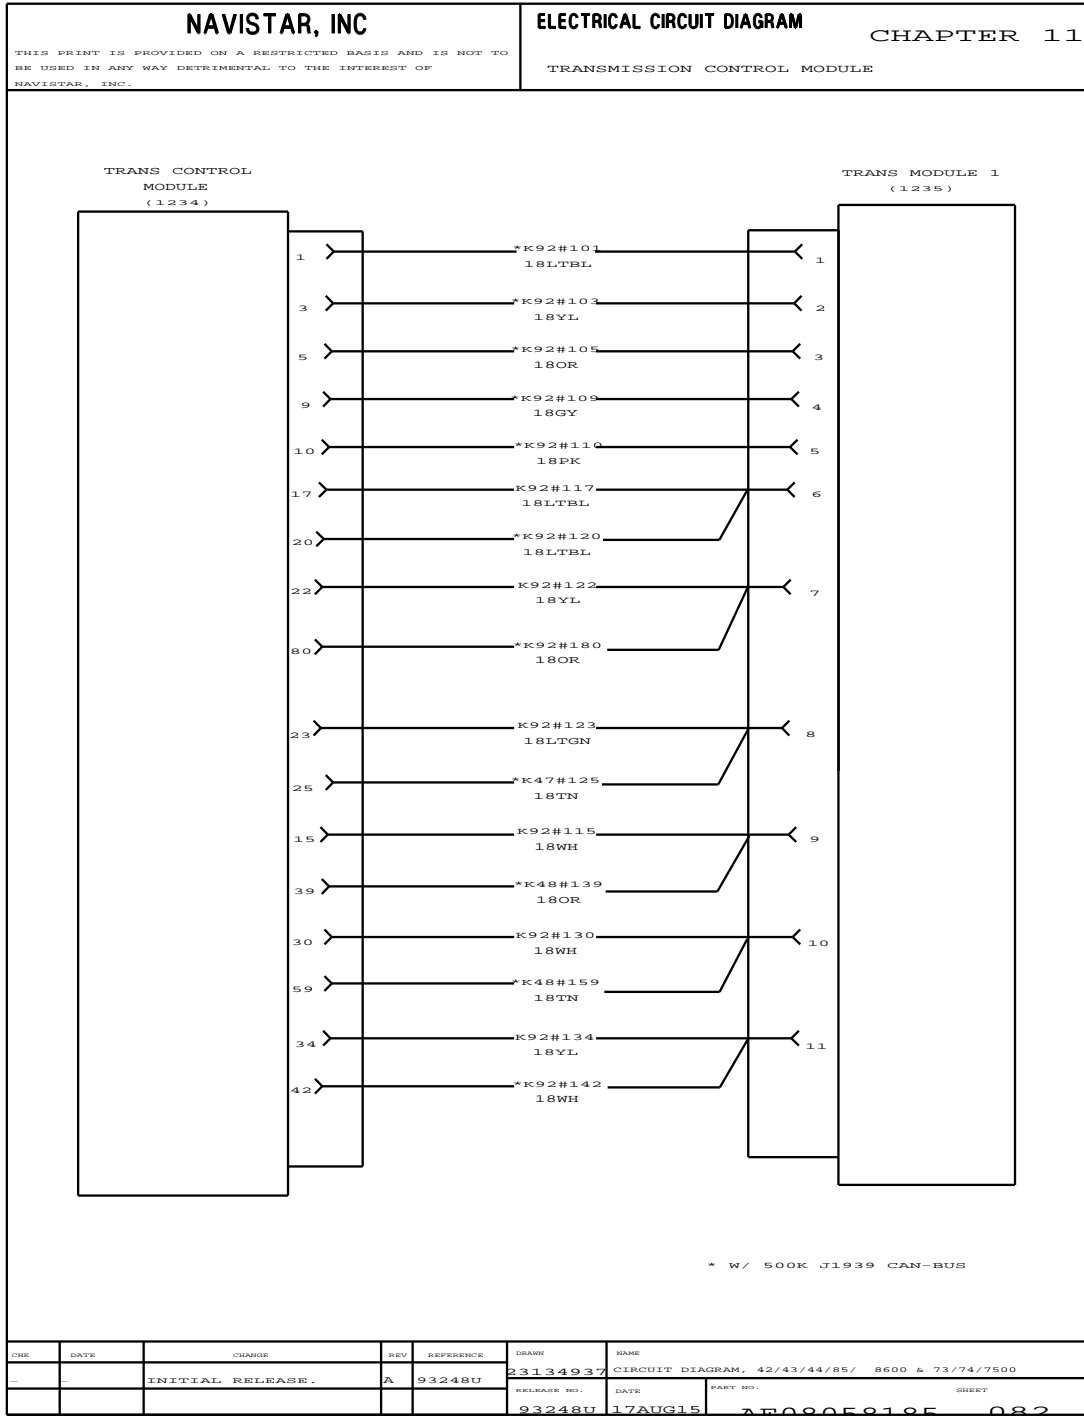 NAVISTAR, INC
THIS PRINT IS PROVIDED ON A RESTRICTED BASIS AND IS NOT TO
BE USED IN ANY WAY DETRIMENTAL TO THE INTEREST OF
NAVISTAR, INC.
ELECTRICAL CIRCUIT DIAGRAM
CHAPTER 11
TRANSMISSION CONTROL MODULE
TRANS CONTROL
MODULE
(1234)
TRANS MODULE 1
(1235)
1 *K92#101 1
18LTBL
3 *K92#103 2
18YL
5 *K92#105 3
18OR
9 *K92#109 4
18GY
10 *K92#110 5
18PK
17 K92#117 6
18LTBL
20 *K92#120
18LTBL
22 K92#122 7
18YL
80 *K92#180
18OR
23 K92#123 8
18LTGN
25 *K47#125
18TN
15 K92#115 9
18WH
39 *K48#139
18OR
30 K92#130 10
18WH
59 *K48#159
18TN
34 K92#134 11
18YL
42 *K92#142
18WH
* W/ 500K J1939 CAN-BUS
CHK DATE CHANGE REV REFERENCE
- - INITIAL RELEASE. A 93248U
DRAWN
23134937
NAME
CIRCUIT DIAGRAM, 42/43/44/85/ 8600 & 73/74/7500
RELEASE NO.
93248U
DATE
17AUG15
PART NO. SHEET
AE08058185 082